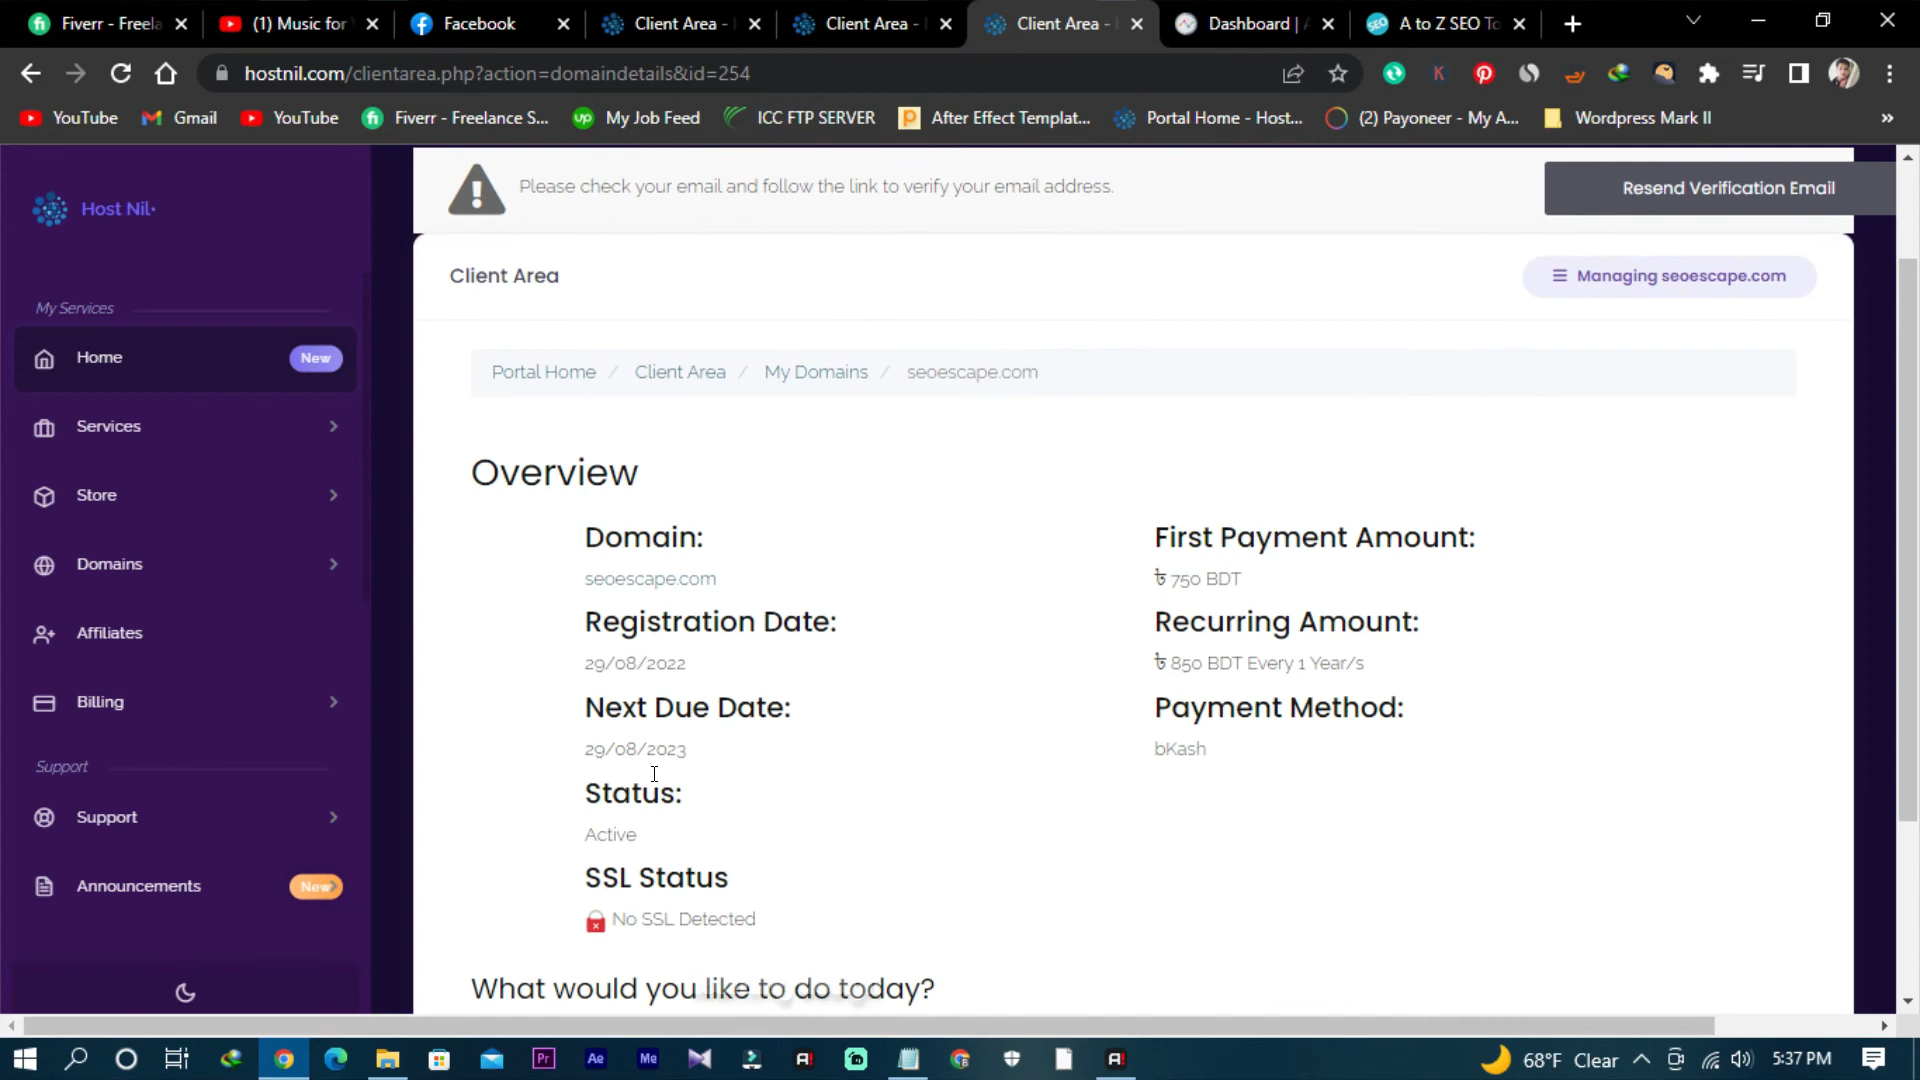 Fiverr - Freela
(1) Music for
Facebook
Client Area -
Client Area -
Client Area -
Dashboard |
A to Z SEO To
hostnil.com/clientarea.php?action=domaindetails&id=254
YouTube
Gmail
YouTube
Fiverr - Freelance S...
My Job Feed
ICC FTP SERVER
After Effect Templat...
Portal Home - Host...
(2) Payoneer - My A...
Wordpress Mark II
Host Nil
Please check your email and follow the link to verify your email address.
Resend Verification Email
Client Area
Managing seoescape.com
My Services
Home
New
Services
Store
Domains
Affiliates
Billing
Support
Support
Announcements
New
Portal Home / Client Area / My Domains / seoescape.com
Overview
Domain:
seoescape.com
Registration Date:
29/08/2022
Next Due Date:
29/08/2023
Status:
Active
SSL Status
No SSL Detected
First Payment Amount:
৳ 750 BDT
Recurring Amount:
৳ 850 BDT Every 1 Year/s
Payment Method:
bKash
What would you like to do today?
Pr
Ae
Me
68°F Clear
5:37 PM